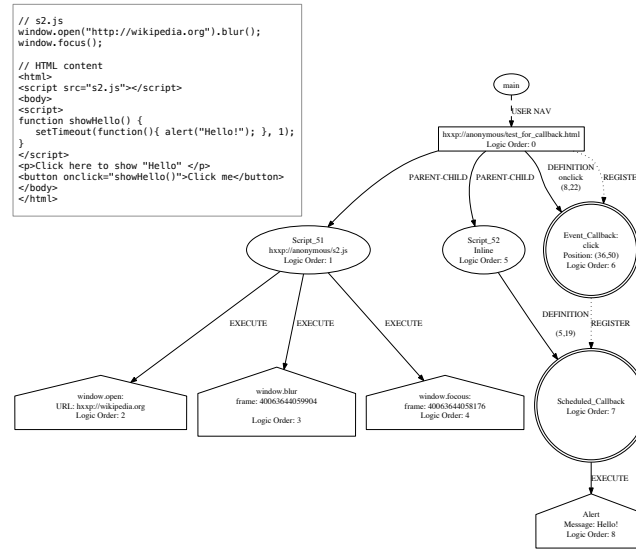 // s2.js
window.open("http://wikipedia.org").blur();
window.focus();
// HTML content
<html>
<script src="s2.js"></script>
<body>
<script>
function showHello() {
setTimeout(function(){ alert("Hello!"); }, 1);
}
</script>
<p>Click here to show "Hello" </p>
<button onclick="showHello()">Click me</button>
</body>
</html>
main
USER NAV
hxxp://anonymous/test_for_callback.html
Logic Order: 0
PARENT-CHILD
PARENT-CHILD
DEFINITION
onclick
(8,22)
REGISTER
Script_51
hxxp://anonymous/s2.js
Logic Order: 1
Script_52
Inline
Logic Order: 5
Event_Callback:
click
Position: (36,50)
Logic Order: 6
EXECUTE
EXECUTE
EXECUTE
DEFINITION
(5,19)
REGISTER
window.open:
URL: hxxp://wikipedia.org
Logic Order: 2
window.blur
frame: 40063644059904
Logic Order: 3
window.focous:
frame: 40063644058176
Logic Order: 4
Scheduled_Callback
Logic Order: 7
EXECUTE
Alert
Message: Hello!
Logic Order: 8